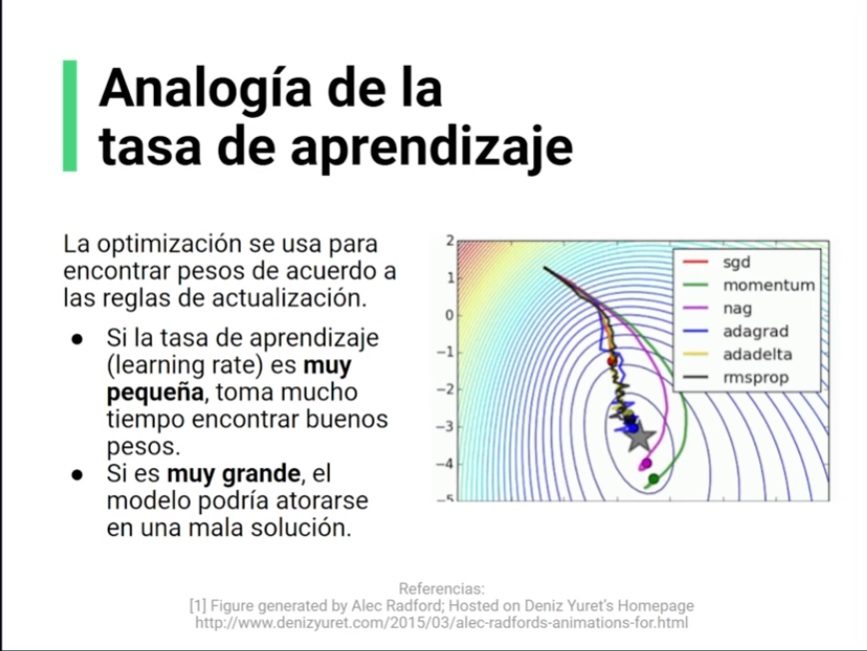 Analogía de la
tasa de aprendizaje
La optimización se usa para
encontrar pesos de acuerdo a
las reglas de actualización.
● Si la tasa de aprendizaje
(learning rate) es muy
pequeña, toma mucho
tiempo encontrar buenos
pesos.
● Si es muy grande, el
modelo podría atorarse
en una mala solución.
2
1
0
−1
−2
−3
−4
−5
sgd
momentum
nag
adagrad
adadelta
rmsprop
Referencias:
[1] Figure generated by Alec Radford; Hosted on Deniz Yuret's Homepage
http://www.denizyuret.com/2015/03/alec-radfords-animations-for.html